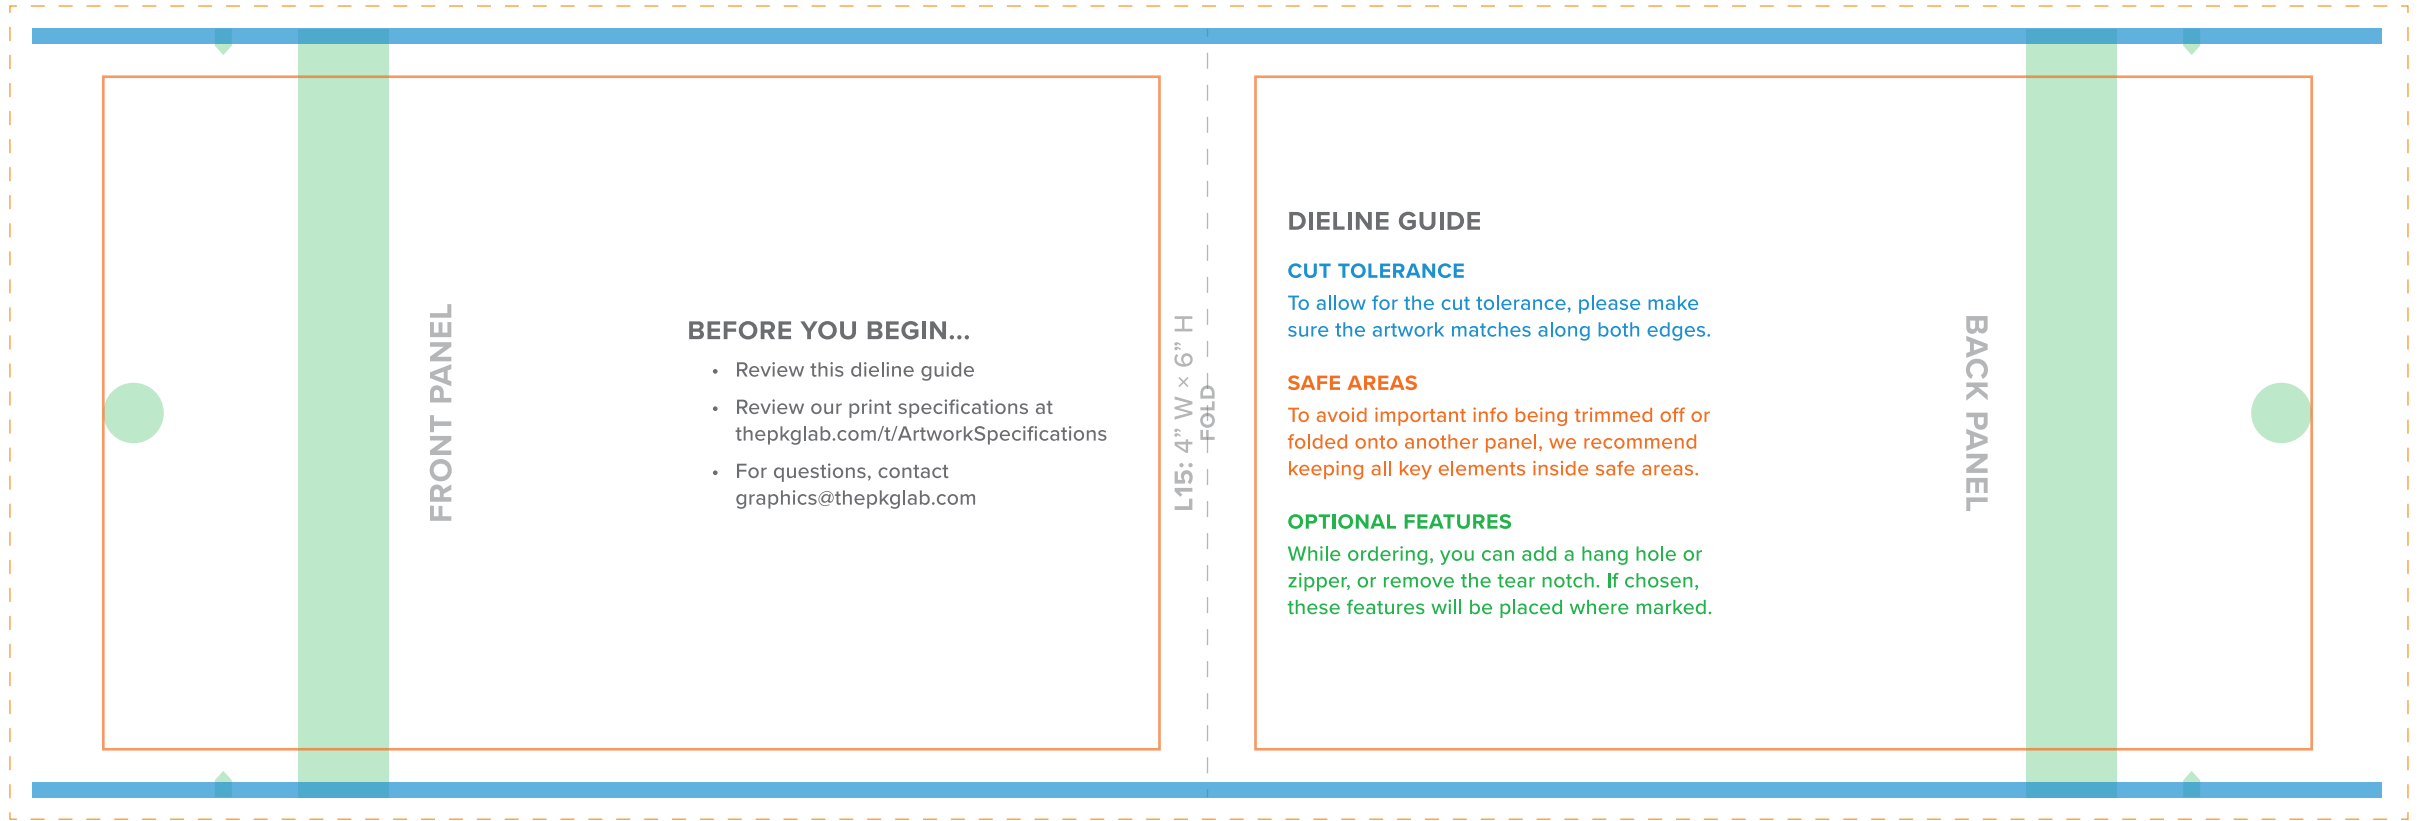 FRONT PANEL
BEFORE YOU BEGIN...
• Review this dieline guide
• Review our print specifications at
thepkglab.com/t/ArtworkSpecifications
• For questions, contact
graphics@thepkglab.com
L15: 4” W × 6” H
FOLD
DIELINE GUIDE
CUT TOLERANCE
To allow for the cut tolerance, please make
sure the artwork matches along both edges.
SAFE AREAS
To avoid important info being trimmed off or
folded onto another panel, we recommend
keeping all key elements inside safe areas.
OPTIONAL FEATURES
While ordering, you can add a hang hole or
zipper, or remove the tear notch. If chosen,
these features will be placed where marked.
BACK PANEL